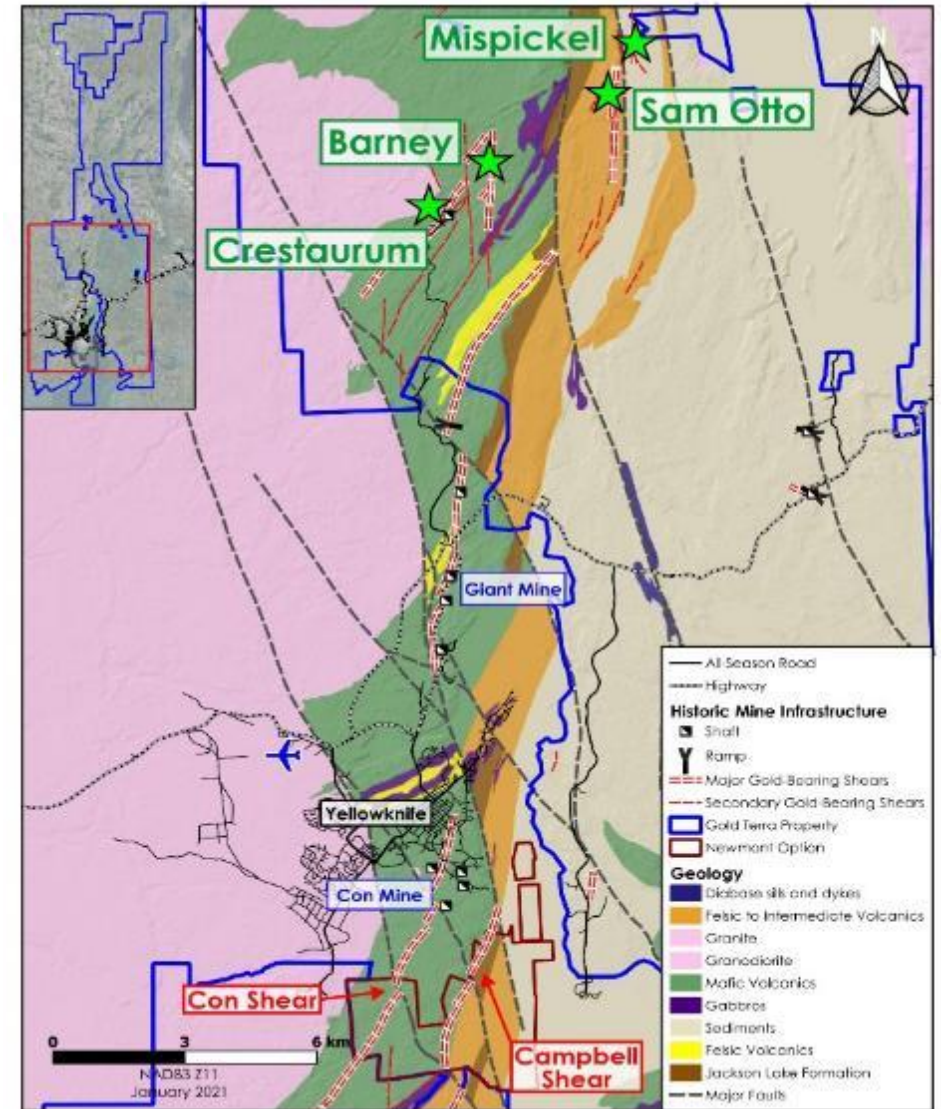 Mispickel
N
Sam Otto
Barney
Crestaurum
Giant Mine
Yellowknife
Con Mine
Con Shear
Campbell
Shear
0 3 6 km
NAD83 Z11
January 2021
All-Season Road
Highway
Historic Mine Infrastructure
Shaft
Ramp
Major Gold-Bearing Shears
Secondary Gold-Bearing Shears
Gold Terra Property
Newmont Option
Geology
Diabase sills and dykes
Felsic to Intermediate Volcanics
Granite
Granodiorite
Mafic Volcanics
Gabbros
Sediments
Felsic Volcanics
Jackson Lake Formation
Major Faults